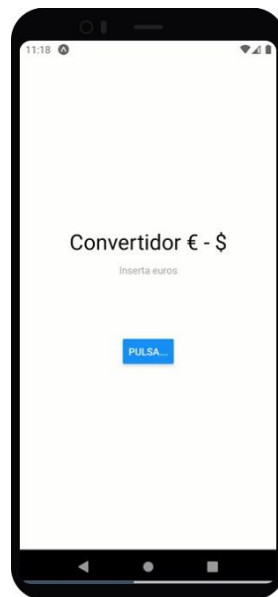 11:18
Convertidor € - $
Inserta euros
PULSA...